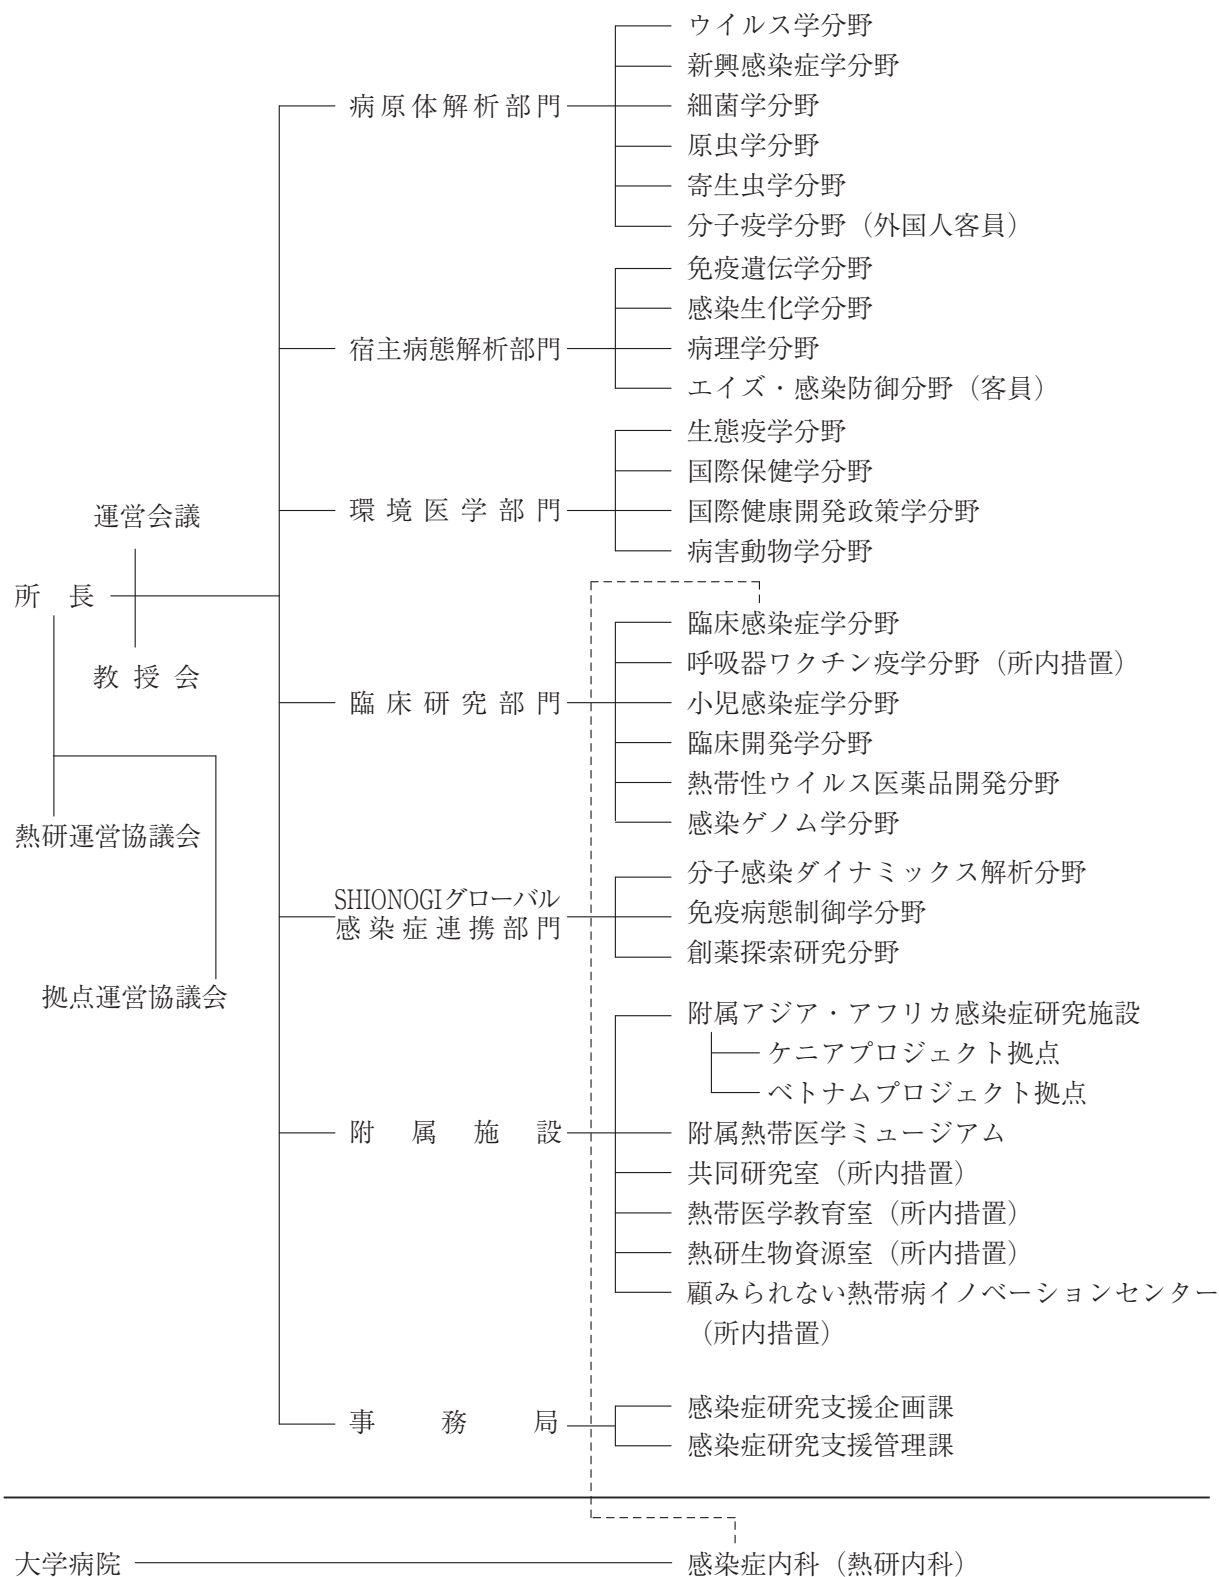 ウイルス学分野
新興感染症学分野
病原体解析部門
細菌学分野
原虫学分野
寄生虫学分野
分子疫学分野（外国人客員）
免疫遺伝学分野
感染生化学分野
宿主病態解析部門
病理学分野
エイズ・感染防御分野（客員）
生態疫学分野
国際保健学分野
環境医学部門
国際健康開発政策学分野
病害動物学分野
運営会議
所長
教授会
熱研運営協議会
拠点運営協議会
臨床感染症学分野
呼吸器ワクチン疫学分野（所内措置）
臨床研究部門
小児感染症学分野
臨床開発学分野
熱帯性ウイルス医薬品開発分野
感染ゲノム学分野
分子感染ダイナミックス解析分野
SHIONOGIグローバル
感染症連携部門
免疫病態制御学分野
創薬探索研究分野
附属アジア・アフリカ感染症研究施設
ケニアプロジェクト拠点
ベトナムプロジェクト拠点
附属施設
附属熱帯医学ミュージアム
共同研究室（所内措置）
熱帯医学教育室（所内措置）
熱研生物資源室（所内措置）
顧みられない熱帯病イノベーションセンター
（所内措置）
事務局
感染症研究支援企画課
感染症研究支援管理課
大学病院
感染症内科（熱研内科）